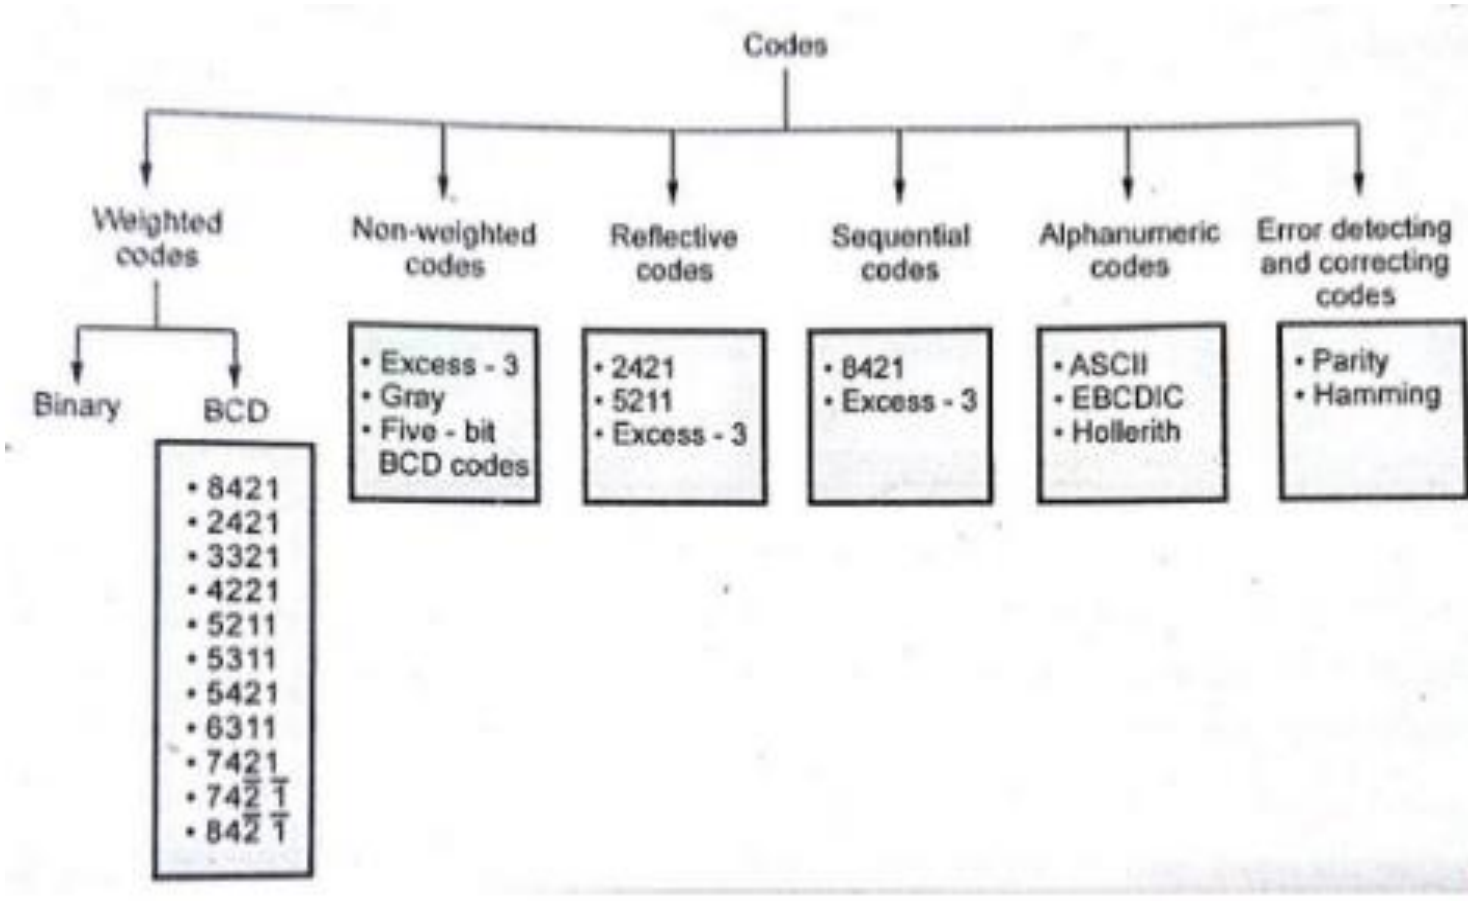 Codes
Weighted
codes
Non-weighted
codes
Reflective
codes
Sequential
codes
Alphanumeric
codes
Error detecting
and correcting
codes
Binary
BCD
• 8421
• 2421
• 3321
• 4221
• 5211
• 5311
• 5421
• 6311
• 7421
• 742̅ 1̅
• 842̅ 1̅
• Excess - 3
• Gray
• Five - bit
BCD codes
• 2421
• 5211
• Excess - 3
• 8421
• Excess - 3
• ASCII
• EBCDIC
• Hollerith
• Parity
• Hamming